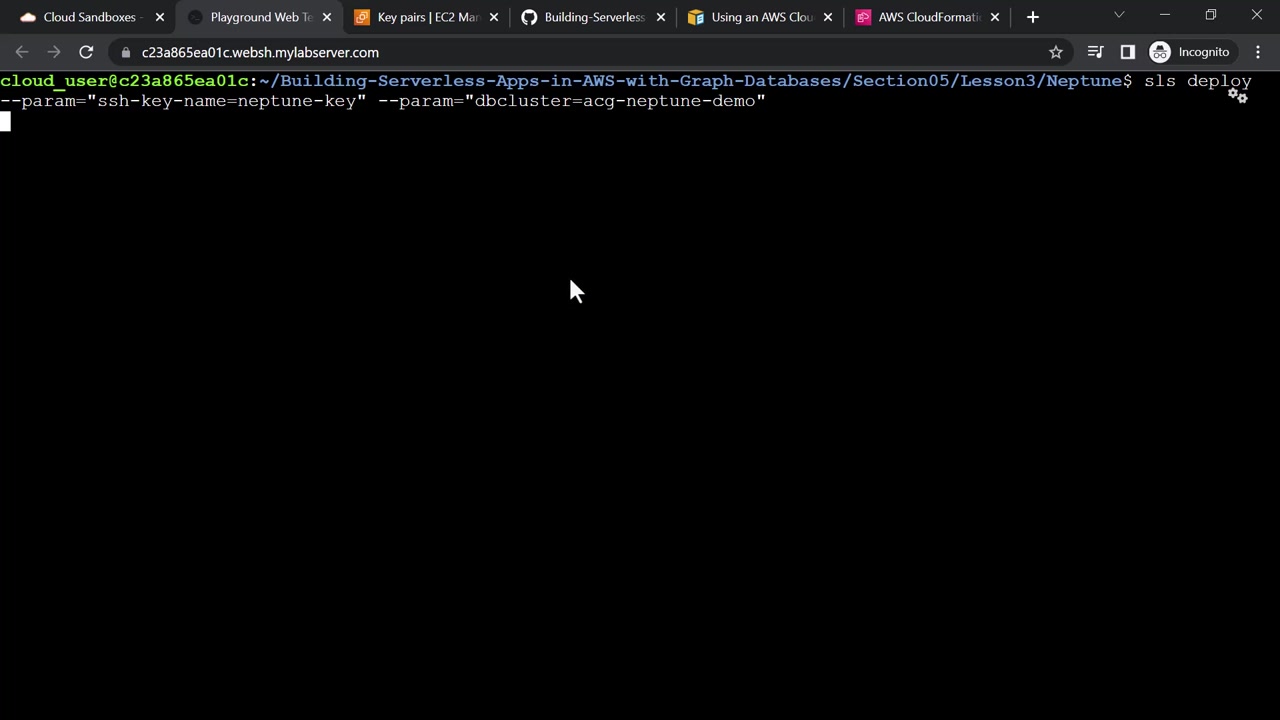 Cloud Sandboxes -
Playground Web Te
Key pairs | EC2 Man
Building-Serverless
Using an AWS Clou
AWS CloudFormati
c23a865ea01c.websh.mylabserver.com
Incognito
cloud_user@c23a865ea01c:~/Building-Serverless-Apps-in-AWS-with-Graph-Databases/Section05/Lesson3/Neptune$ sls deploy
--param="ssh-key-name=neptune-key" --param="dbcluster=acg-neptune-demo"